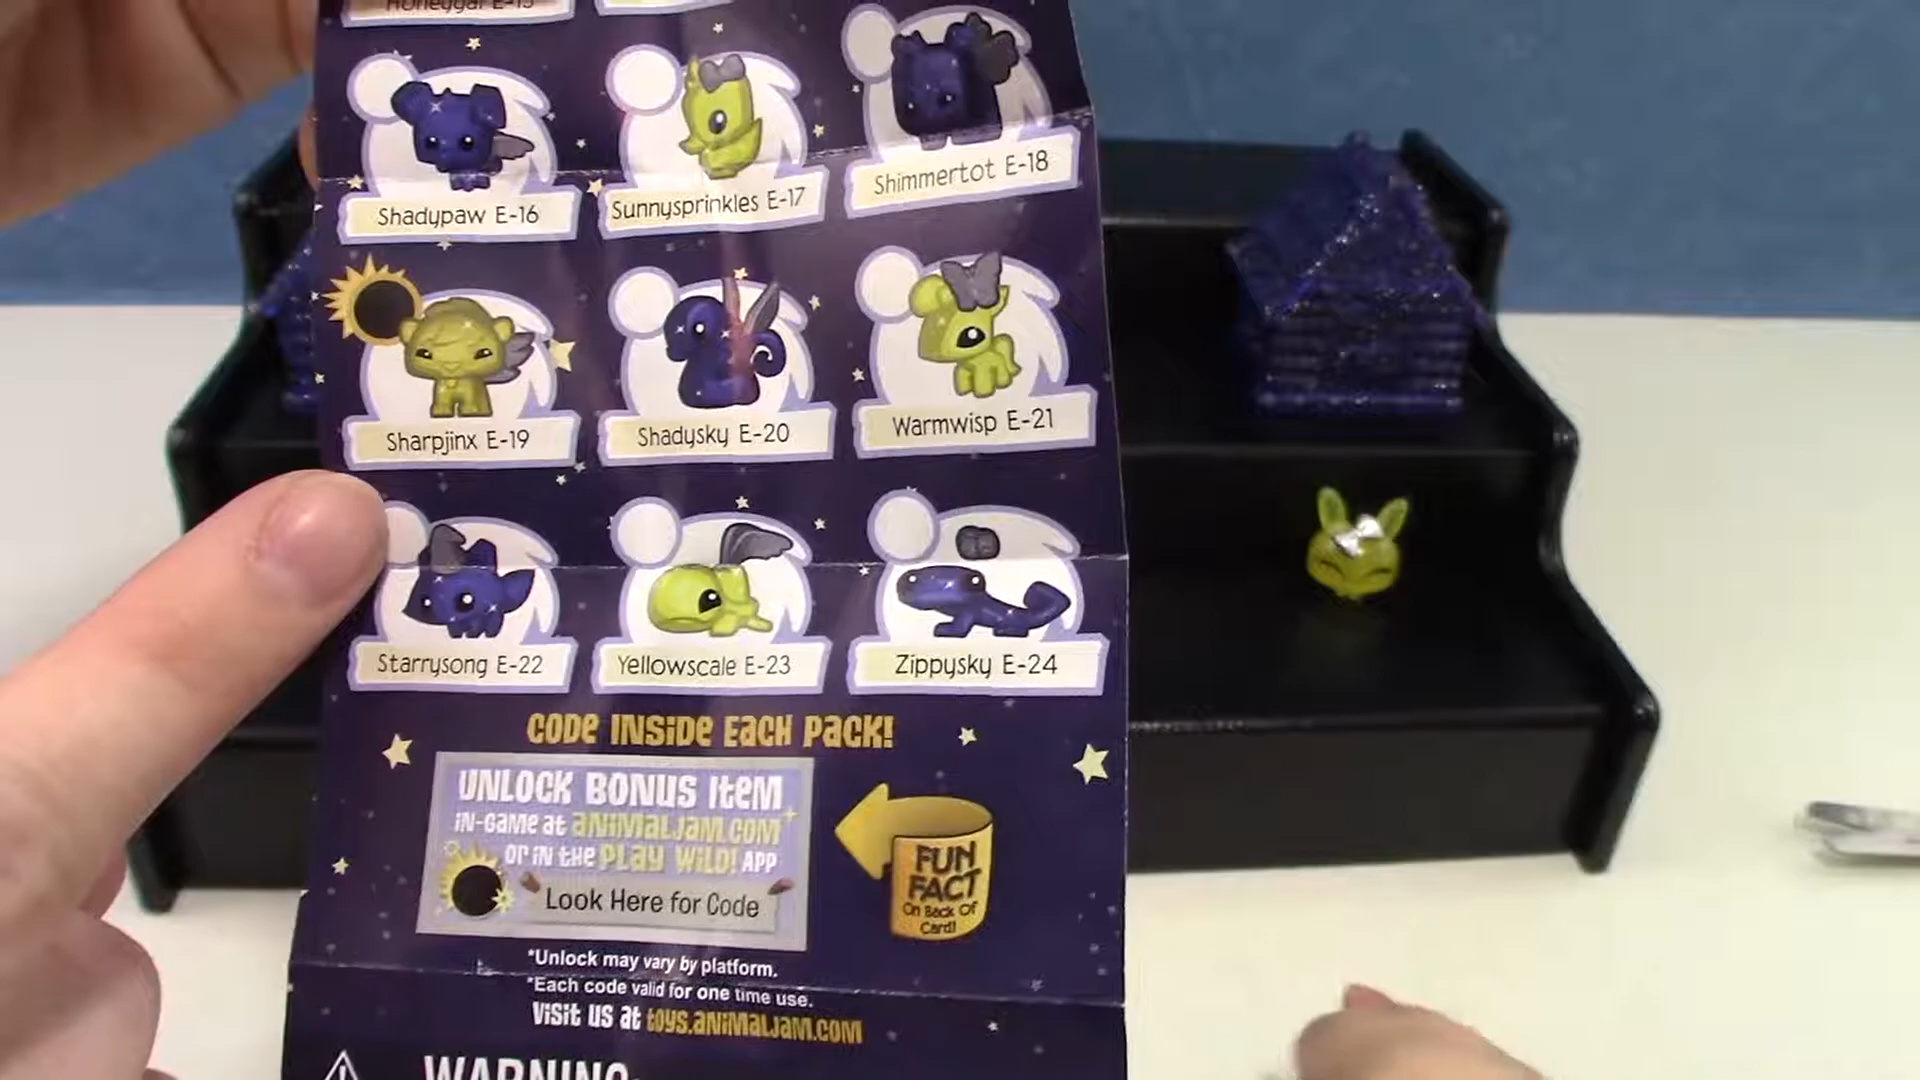 Honeygal E-15
Shadypaw E-16
Sunnysprinkles E-17
Shimmertot E-18
Sharpjinx E-19
Shadysky E-20
Warmwisp E-21
Starrysong E-22
Yellowscale E-23
Zippysky E-24
CODE INSIDE EACH PACK!
UNLOCK BONUS ITEM
IN-GAME AT ANIMALJAM.COM
OR IN THE PLAY WILD! APP
Look Here for Code
FUN
FACT
On Back Of
Card!
*Unlock may vary by platform.
*Each code valid for one time use.
VISIT US AT toys.ANIMALJAM.COM
WARNING: